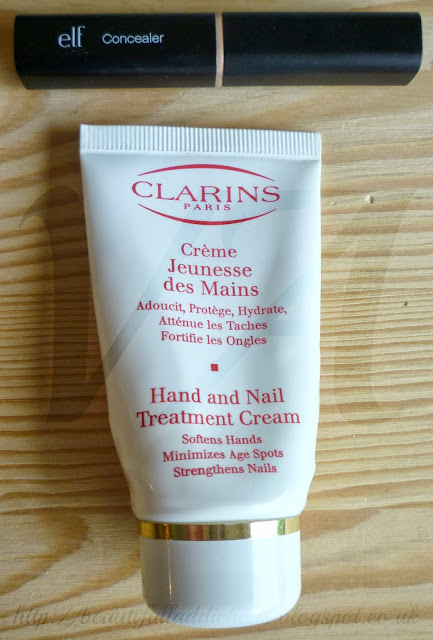 elf Concealer
CLARINS
PARIS
Crème
Jeunesse
des Mains
Adoucit, Protège, Hydrate,
Atténue les Taches
Fortifie les Ongles
Hand and Nail
Treatment Cream
Softens Hands
Minimizes Age Spots
Strengthens Nails